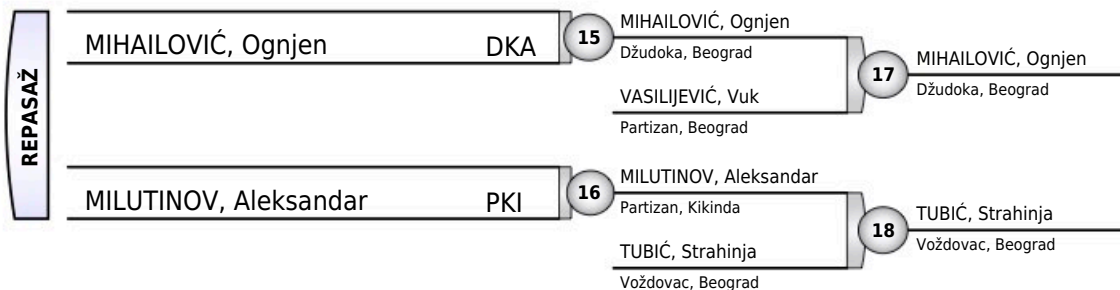 REPASAŽ
MIHAILOVIĆ, Ognjen DKA
15
MIHAILOVIĆ, Ognjen
Džudoka, Beograd
VASILIJEVIĆ, Vuk
Partizan, Beograd
17
MIHAILOVIĆ, Ognjen
Džudoka, Beograd
MILUTINOV, Aleksandar PKI
16
MILUTINOV, Aleksandar
Partizan, Kikinda
TUBIĆ, Strahinja
Voždovac, Beograd
18
TUBIĆ, Strahinja
Voždovac, Beograd